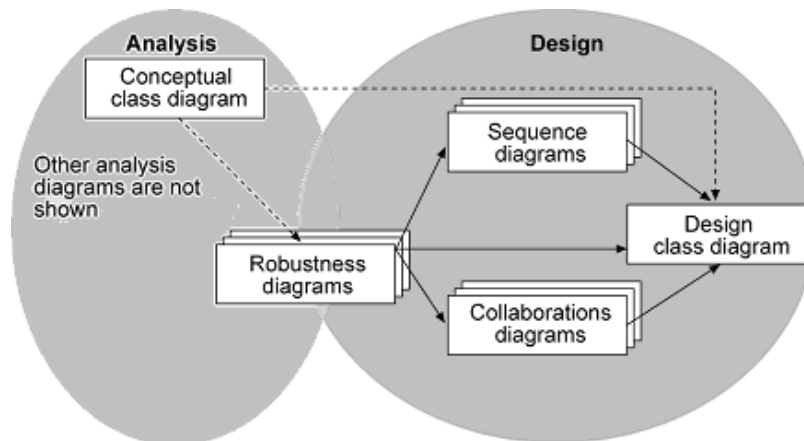 Analysis
Design
Conceptual
class diagram
Sequence
diagrams
Other analysis
diagrams are not
shown
Design
class diagram
Robustness
diagrams
Collaborations
diagrams